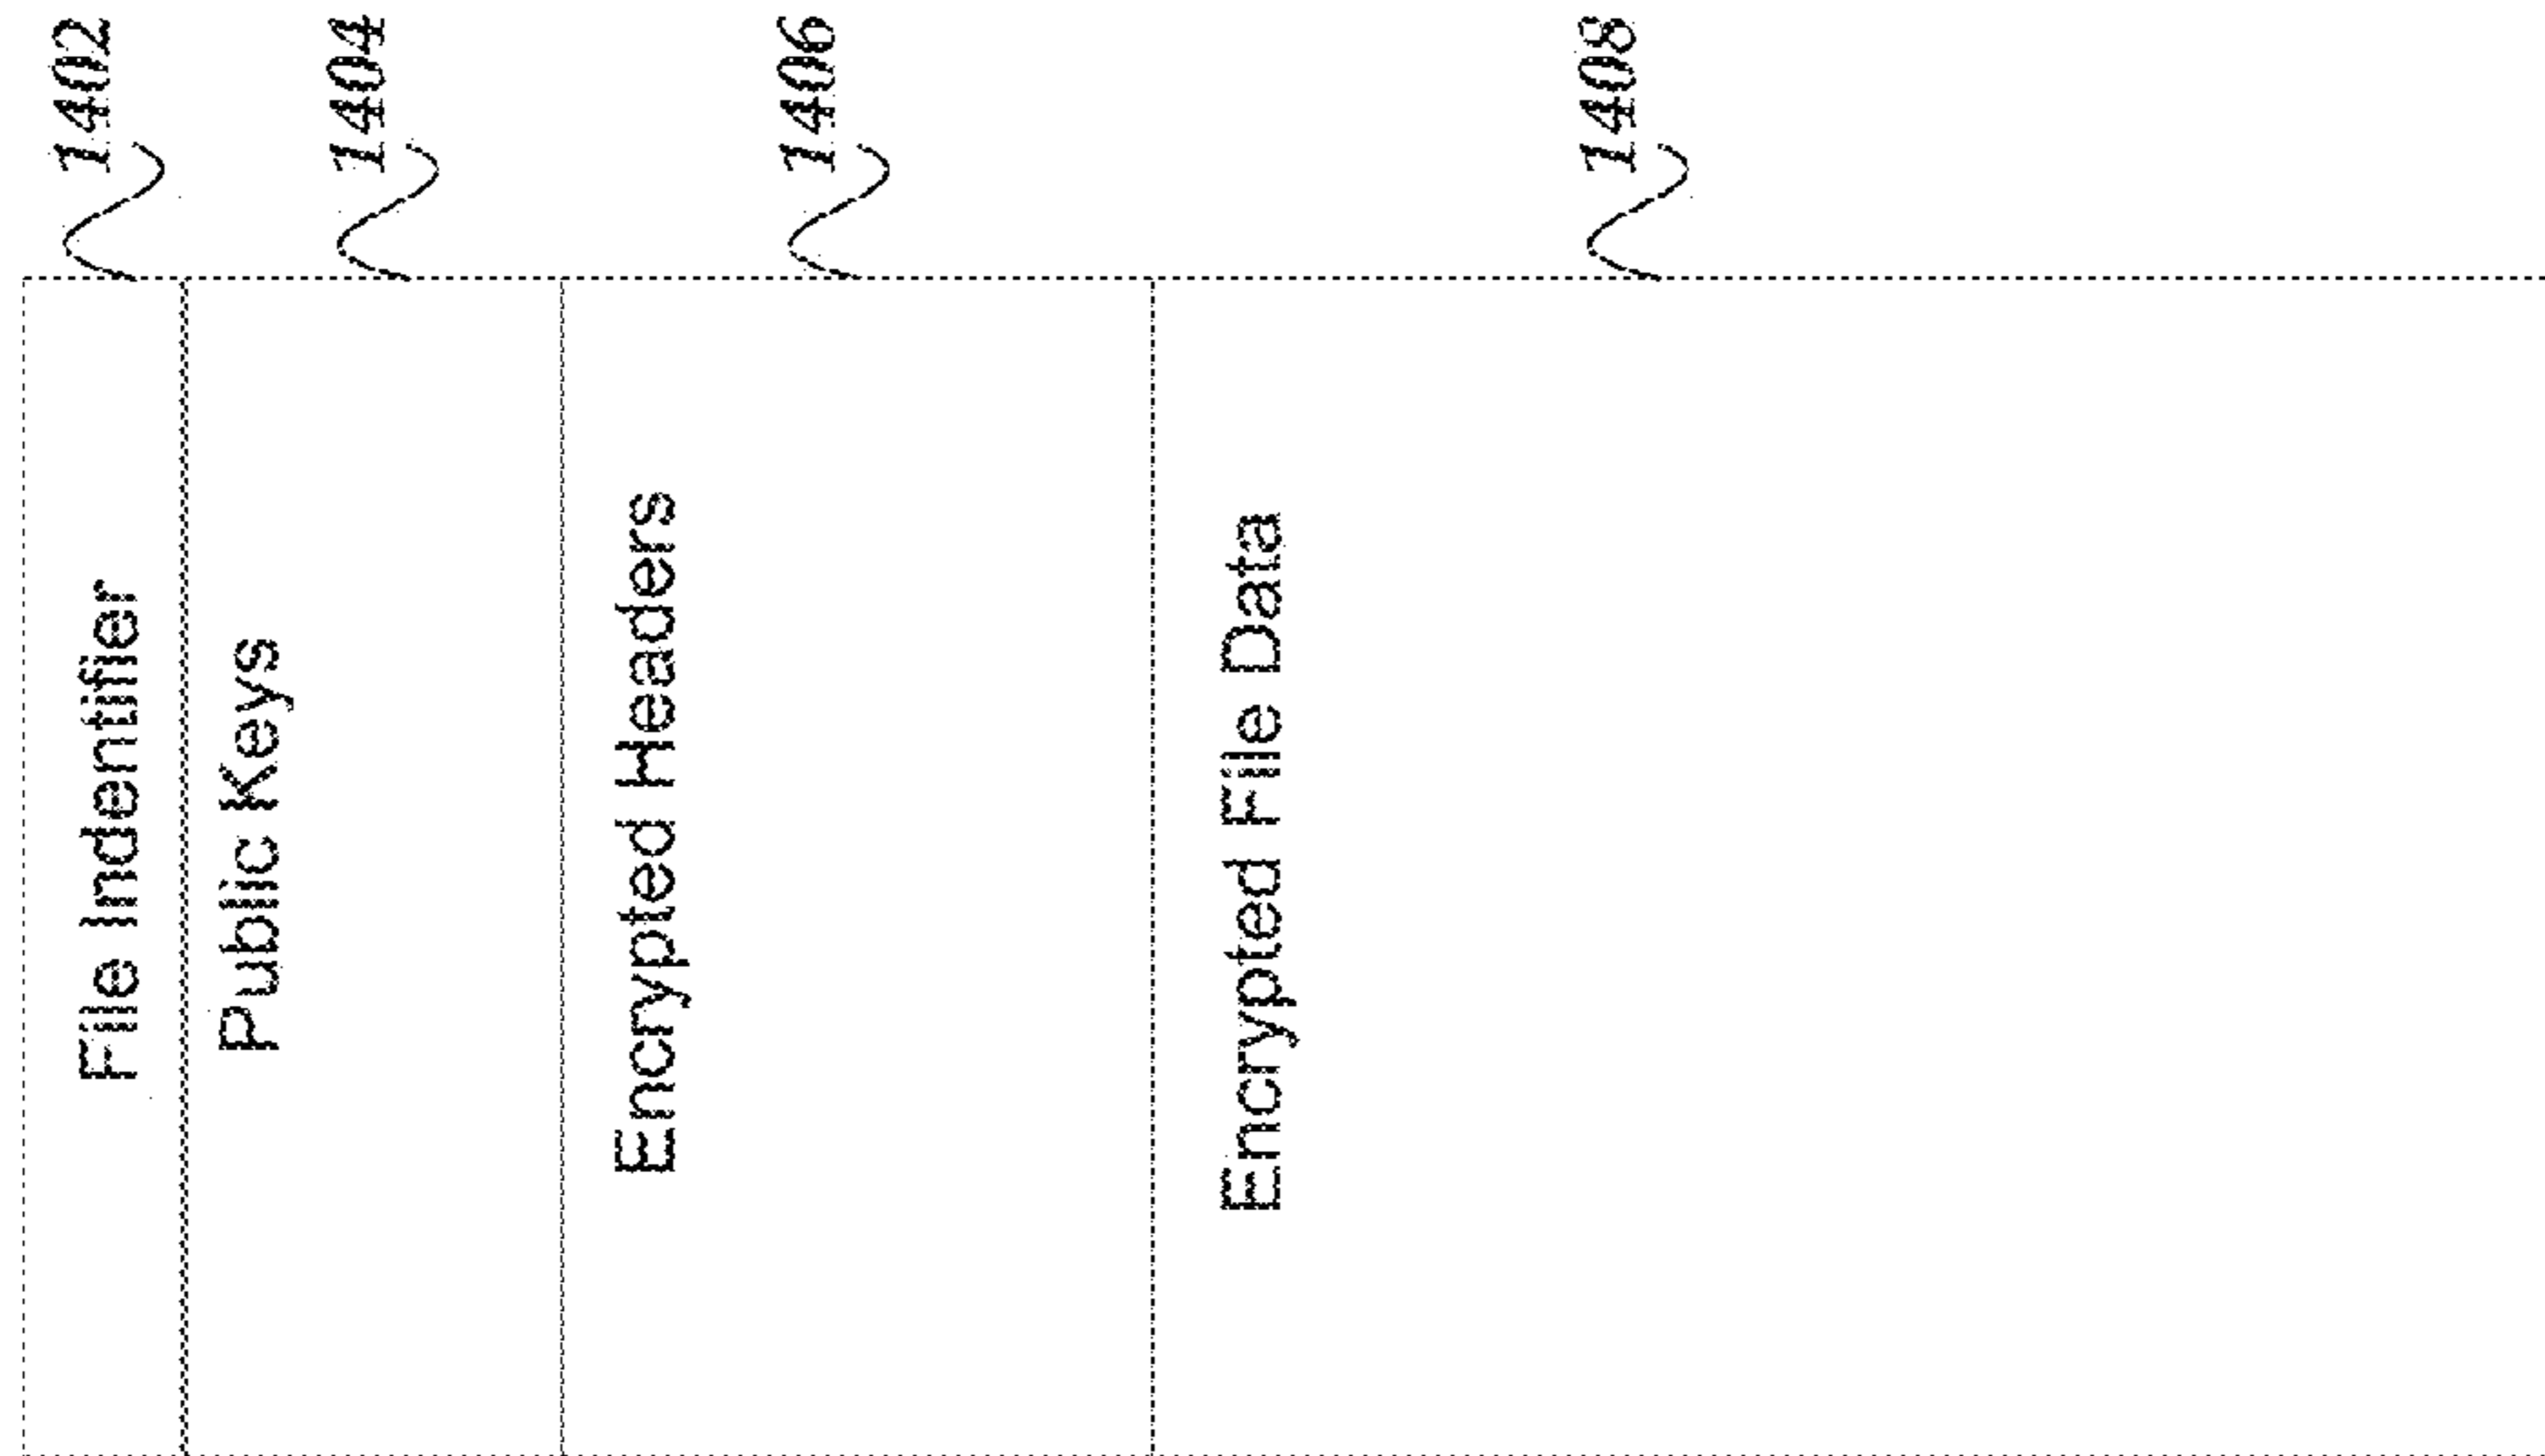 File Indentifier
1402
Public Keys
1404
Encrypted Headers
1406
Encrypted File Data
1408